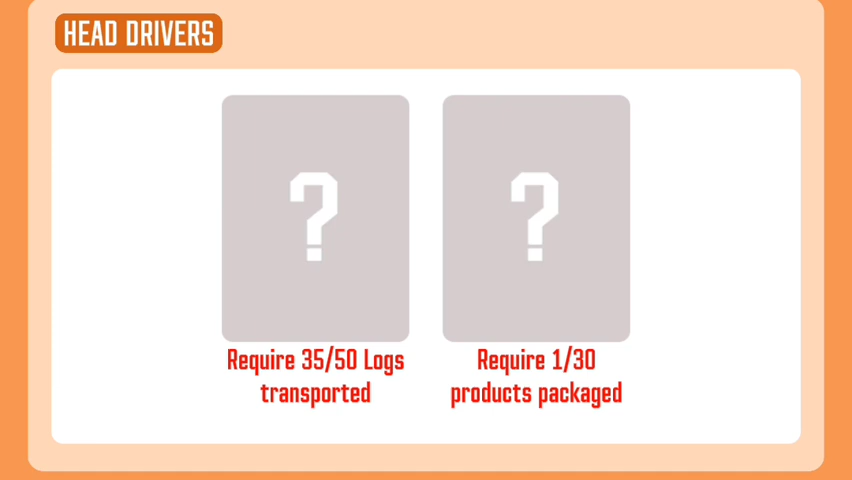 HEAD DRIVERS
?
?
Require 35/50 Logs
transported
Require 1/30
products packaged